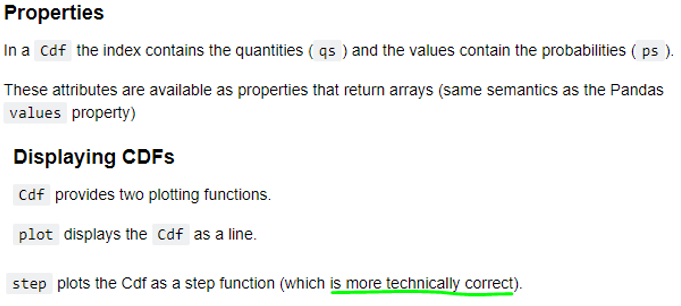 Properties
In a Cdf the index contains the quantities ( qs ) and the values contain the probabilities ( ps ).
These attributes are available as properties that return arrays (same semantics as the Pandas
values property)
Displaying CDFs
Cdf provides two plotting functions.
plot displays the Cdf as a line.
step plots the Cdf as a step function (which is more technically correct).